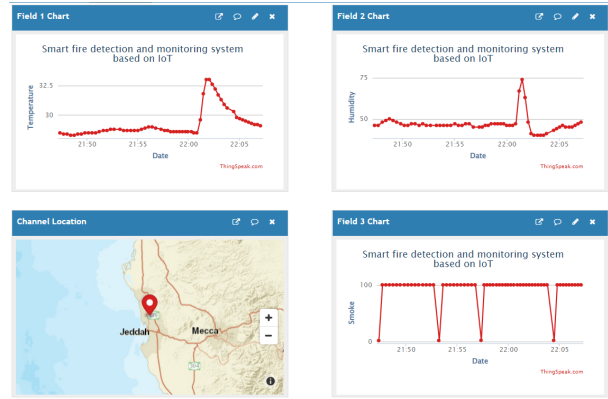 Field 1 Chart
Smart fire detection and monitoring system
based on IoT
Temperature
32.5
30
21:50 21:55 22:00 22:05
Date
ThingSpeak.com
Field 2 Chart
Smart fire detection and monitoring system
based on IoT
Humidity
75
50
21:50 21:55 22:00 22:05
Date
ThingSpeak.com
Channel Location
Jeddah
Mecca
+
−
Field 3 Chart
Smart fire detection and monitoring system
based on IoT
Smoke
100
0
21:50 21:55 22:00 22:05
Date
ThingSpeak.com